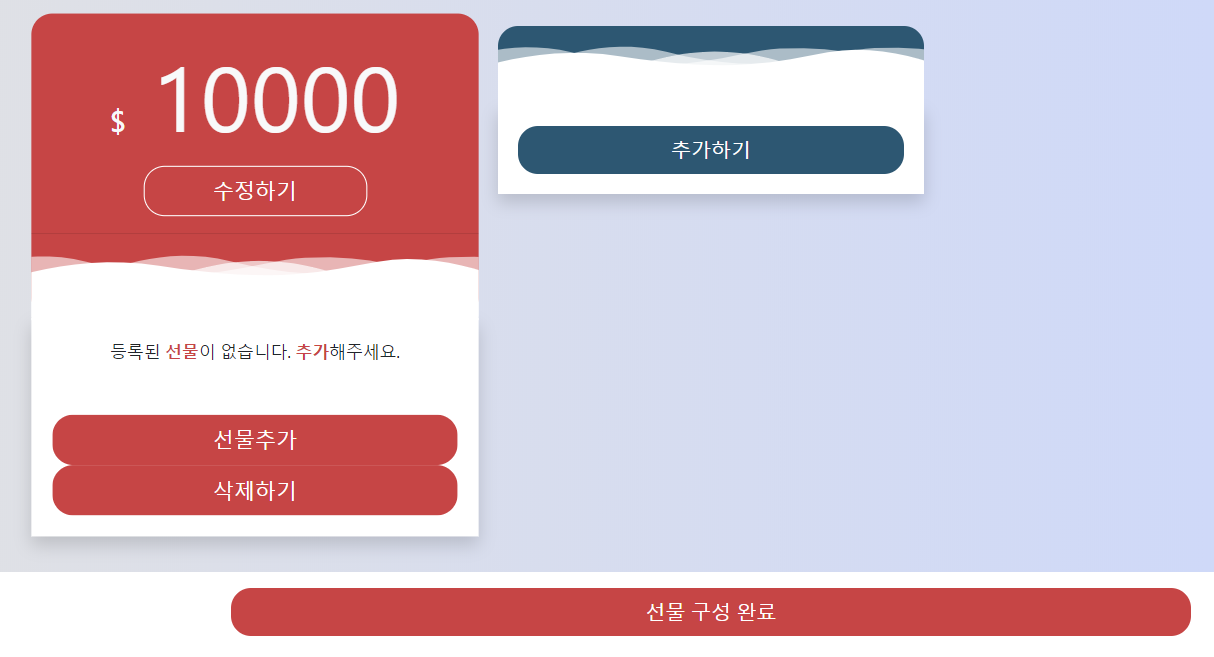 $ 10000
수정하기
등록된 선물이 없습니다. 추가해주세요.
선물추가
삭제하기
추가하기
선물 구성 완료